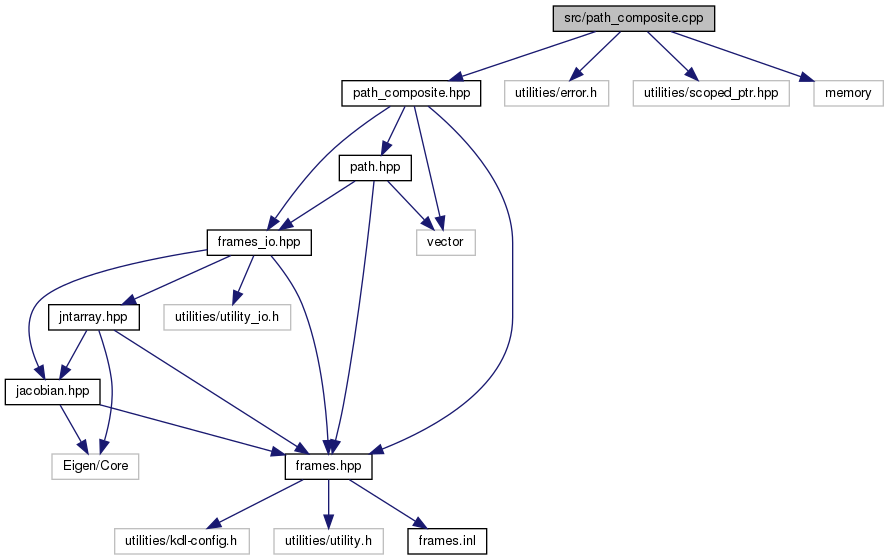 src/path_composite.cpp
path_composite.hpp
utilities/error.h
utilities/scoped_ptr.hpp
memory
path.hpp
frames_io.hpp
vector
jntarray.hpp
utilities/utility_io.h
jacobian.hpp
Eigen/Core
frames.hpp
utilities/kdl-config.h
utilities/utility.h
frames.inl